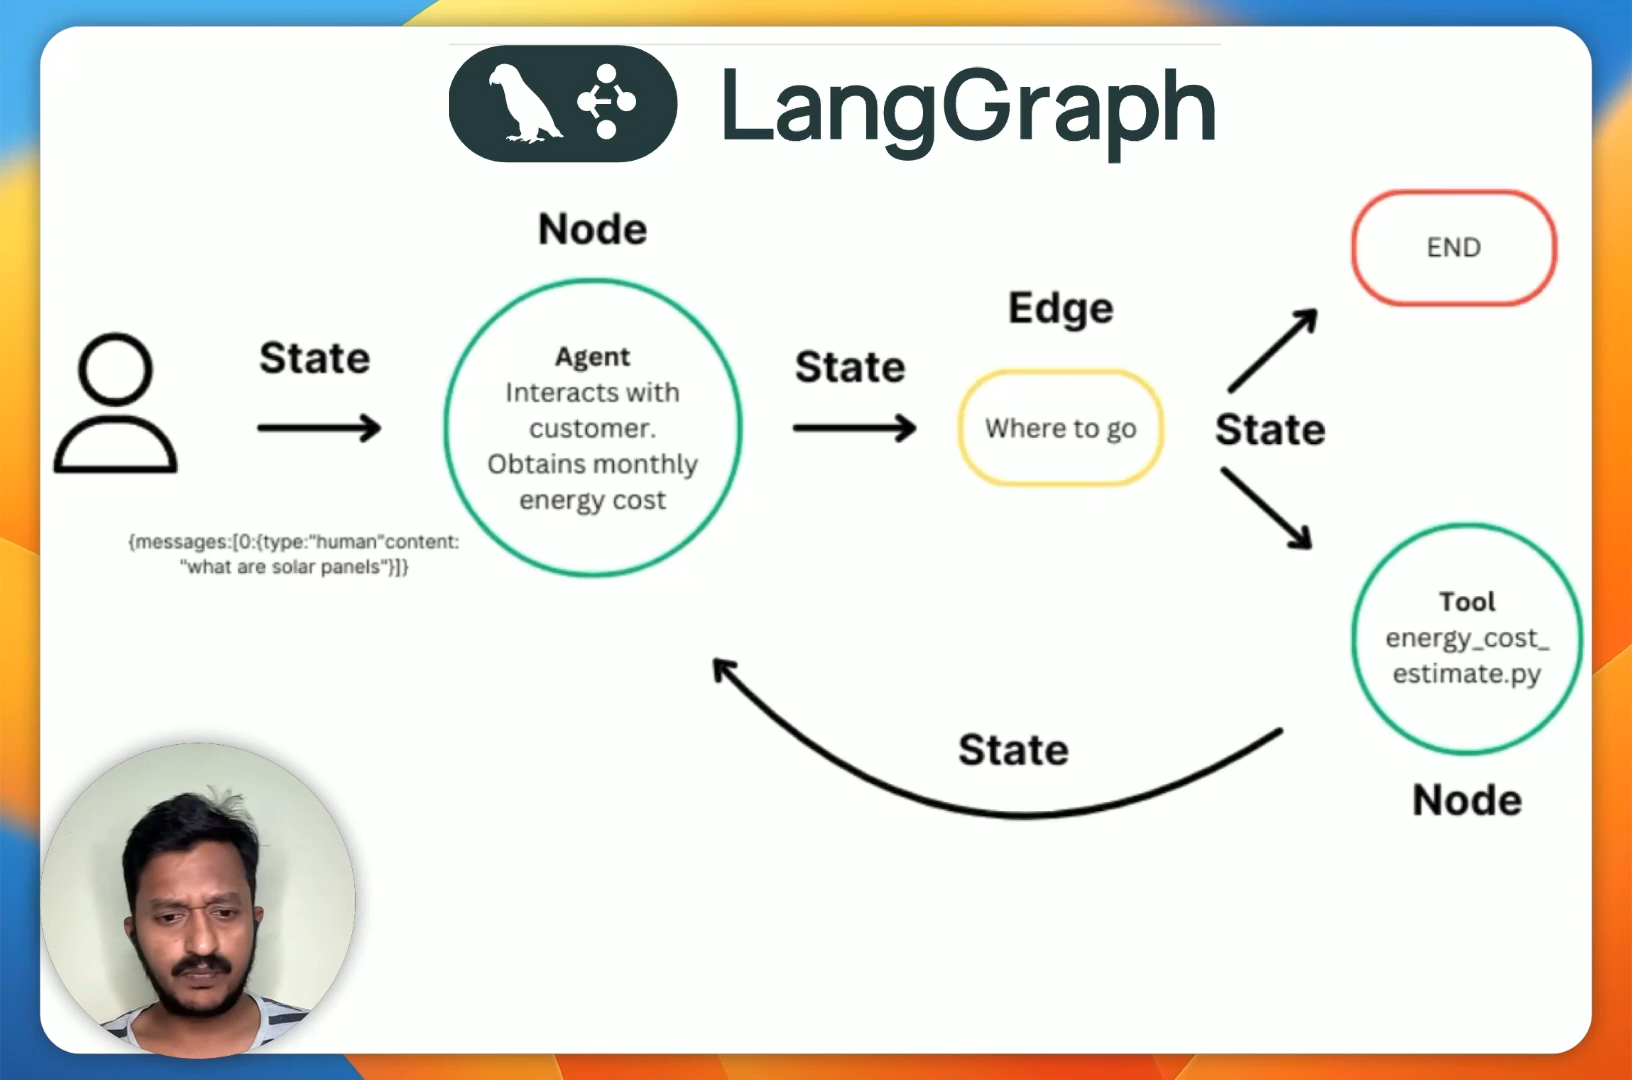 LangGraph
Node
Agent
Interacts with
customer.
Obtains monthly
energy cost
State
{messages:[0:{type:"human"content:
"what are solar panels"}]}
State
Edge
Where to go
State
END
Tool
energy_cost_
estimate.py
Node
State